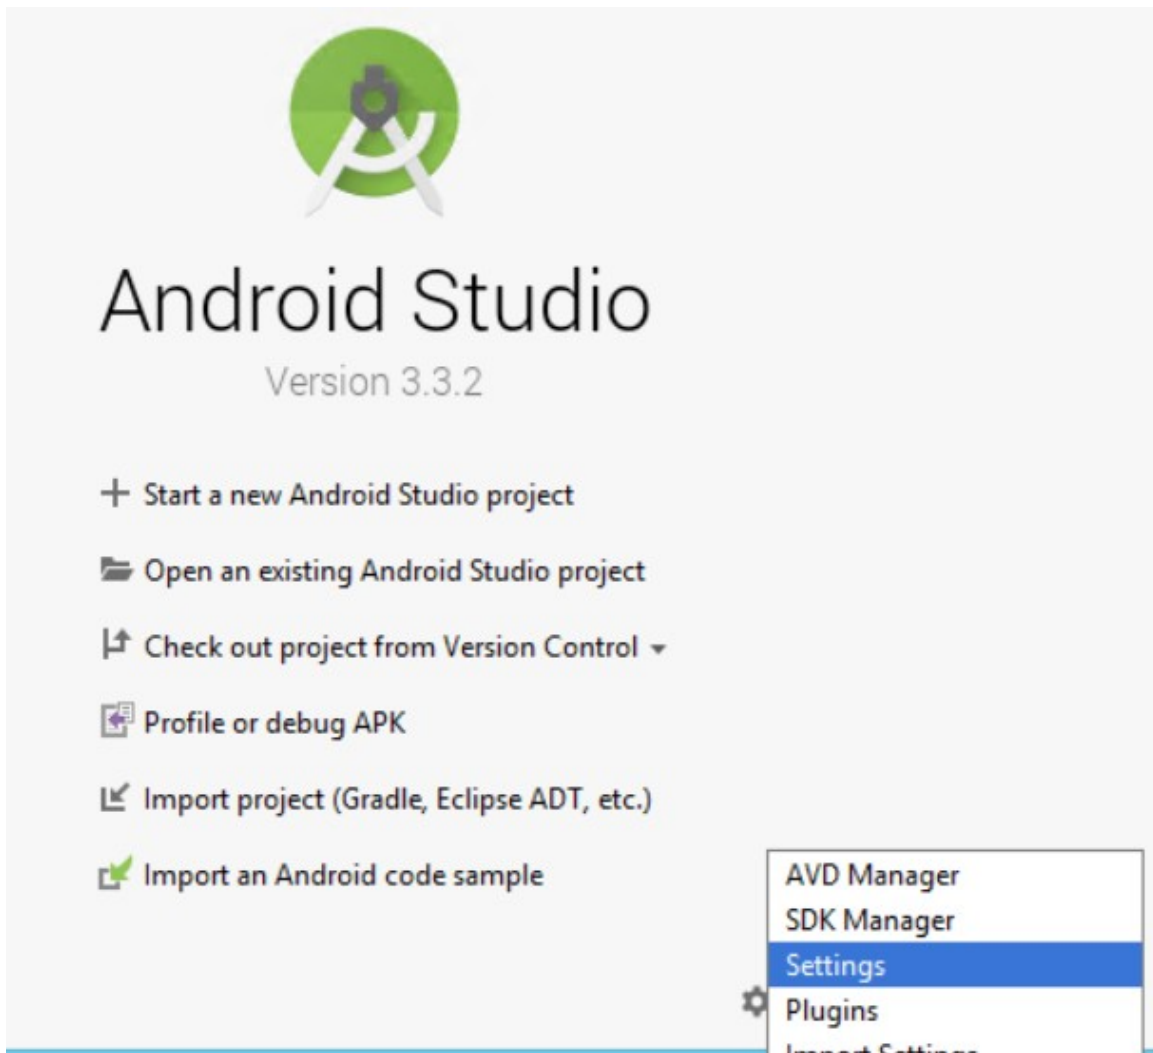 Android Studio
Version 3.3.2
Start a new Android Studio project
Open an existing Android Studio project
Check out project from Version Control
Profile or debug APK
Import project (Gradle, Eclipse ADT, etc.)
Import an Android code sample
AVD Manager
SDK Manager
Settings
Plugins
Import Settings